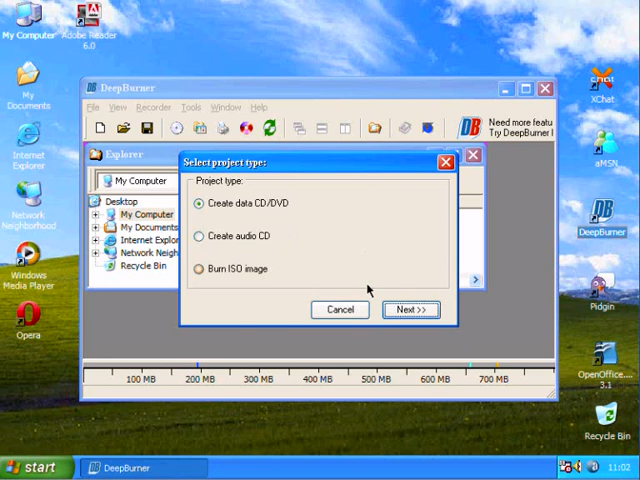 My Computer
Adobe Reader
6.0
My
Documents
Internet
Explorer
Network
Neighborhood
Windows
Media Player
Opera
XChat
aMSN
DeepBurner
Pidgin
OpenOffice....
3.1
Recycle Bin
DB DeepBurner
File View Recorder Tools Window Help
DB
Need more featu
Try DeepBurner
Explorer
My Computer
Desktop
My Computer
My Documents
Internet Explor
Network Neigh
Recycle Bin
Select project type:
Project type:
Create data CD/DVD
Create audio CD
Burn ISO image
Cancel
Next >>
100 MB 200 MB 300 MB 400 MB 500 MB 600 MB 700 MB
start
DB DeepBurner
11:02